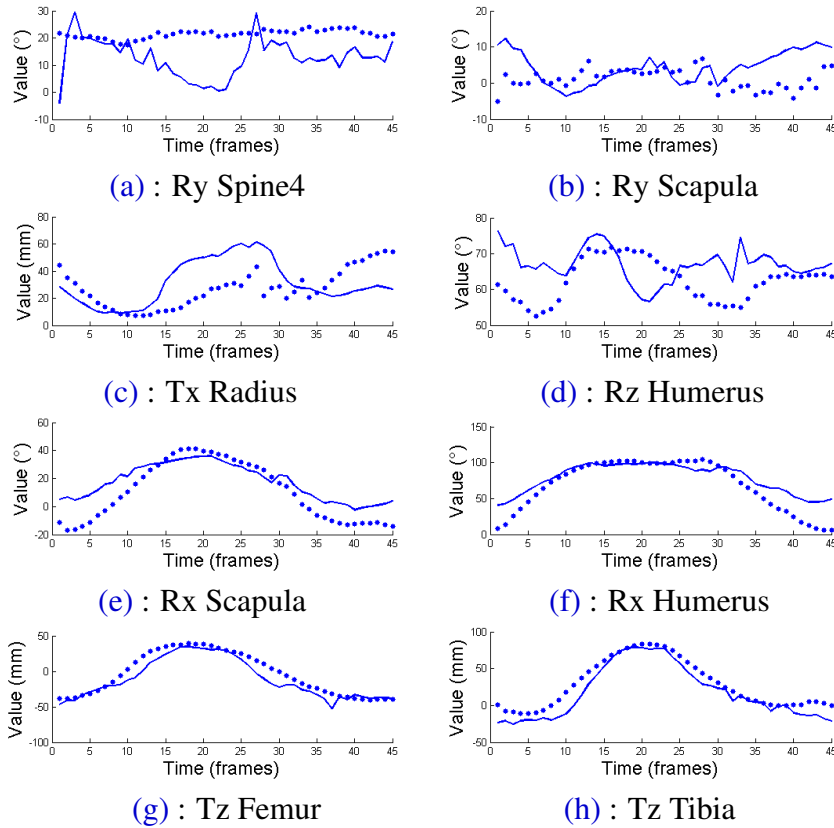 30
20
10
0
-10
Value (°)
0 5 10 15 20 25 30 35 40 45
Time (frames)
(a) : Ry Spine4
20
10
0
-10
Value (°)
0 5 10 15 20 25 30 35 40 45
Time (frames)
(b) : Ry Scapula
80
60
40
20
0
Value (mm)
0 5 10 15 20 25 30 35 40 45
Time (frames)
(c) : Tx Radius
80
70
60
50
Value (°)
0 5 10 15 20 25 30 35 40 45
Time (frames)
(d) : Rz Humerus
60
40
20
0
-20
Value (°)
0 5 10 15 20 25 30 35 40 45
Time (frames)
(e) : Rx Scapula
150
100
50
0
Value (°)
0 5 10 15 20 25 30 35 40 45
Time (frames)
(f) : Rx Humerus
50
0
-50
-100
Value (mm)
0 5 10 15 20 25 30 35 40 45
Time (frames)
(g) : Tz Femur
100
50
0
-50
Value (mm)
0 5 10 15 20 25 30 35 40 45
Time (frames)
(h) : Tz Tibia